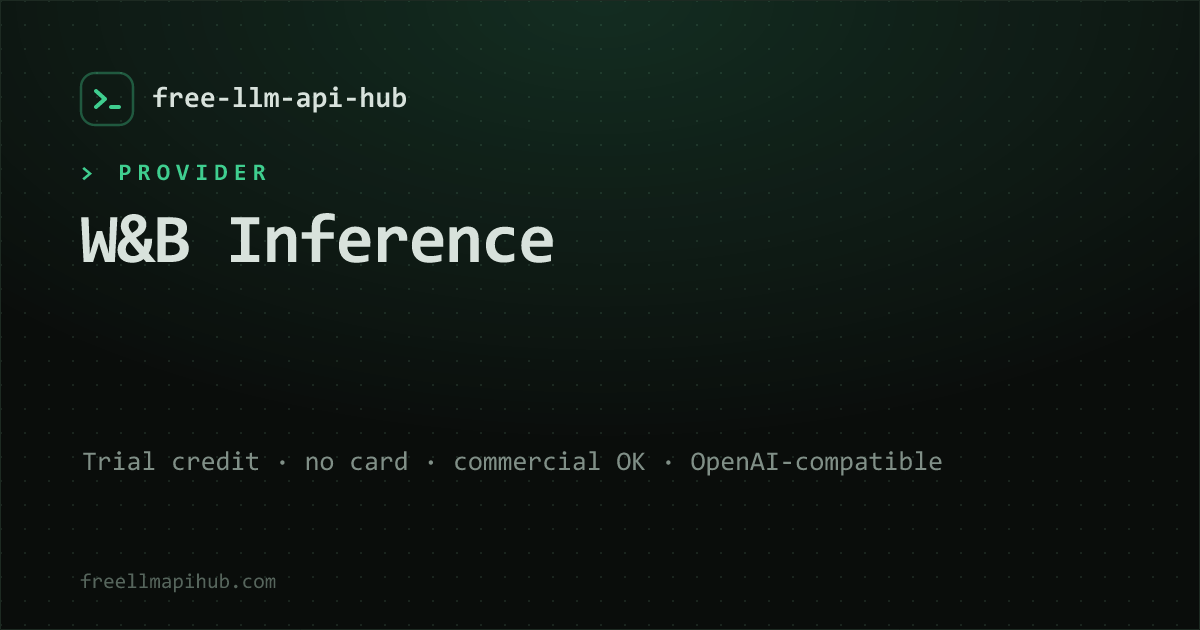 free-llm-api-hub
> PROVIDER
W&B Inference
Trial credit · no card · commercial OK · OpenAI-compatible
freellmapihub.com